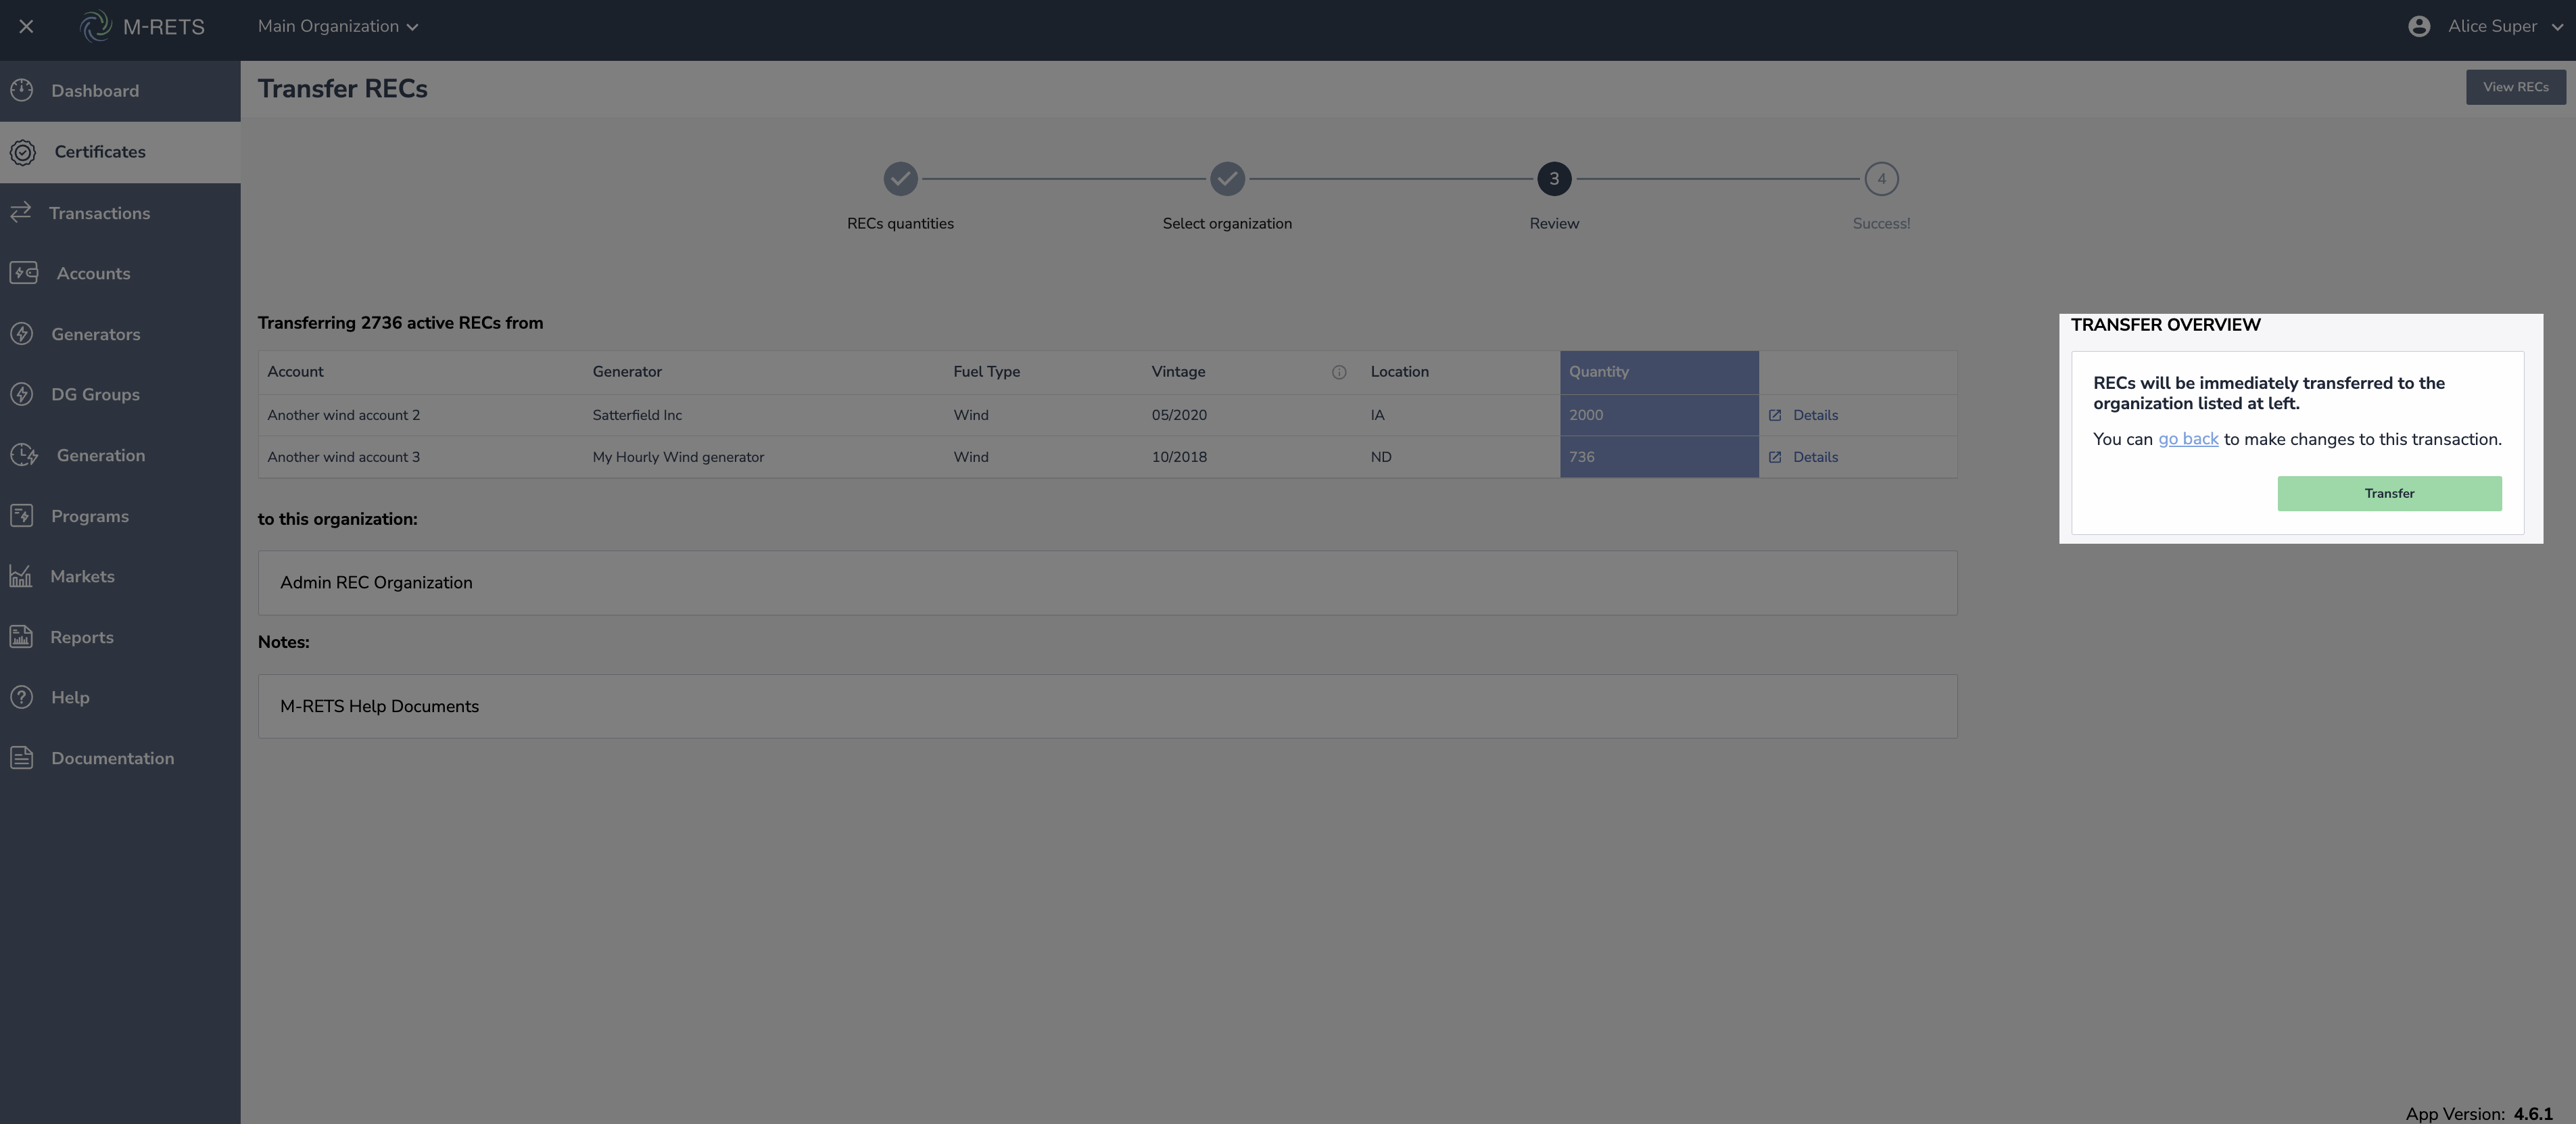 M-RETS
Main Organization
Alice Super
Dashboard
Certificates
Transactions
Accounts
Generators
DG Groups
Generation
Programs
Markets
Reports
Help
Documentation
Transfer RECs
View RECs
3
4
RECs quantities
Select organization
Review
Success!
Transferring 2736 active RECs from
Account Generator Fuel Type Vintage Location Quantity
Another wind account 2 Satterfield Inc Wind 05/2020 IA 2000 Details
Another wind account 3 My Hourly Wind generator Wind 10/2018 ND 736 Details
to this organization:
Admin REC Organization
Notes:
M-RETS Help Documents
TRANSFER OVERVIEW
RECs will be immediately transferred to the
organization listed at left.
You can go back to make changes to this transaction.
Transfer
App Version: 4.6.1